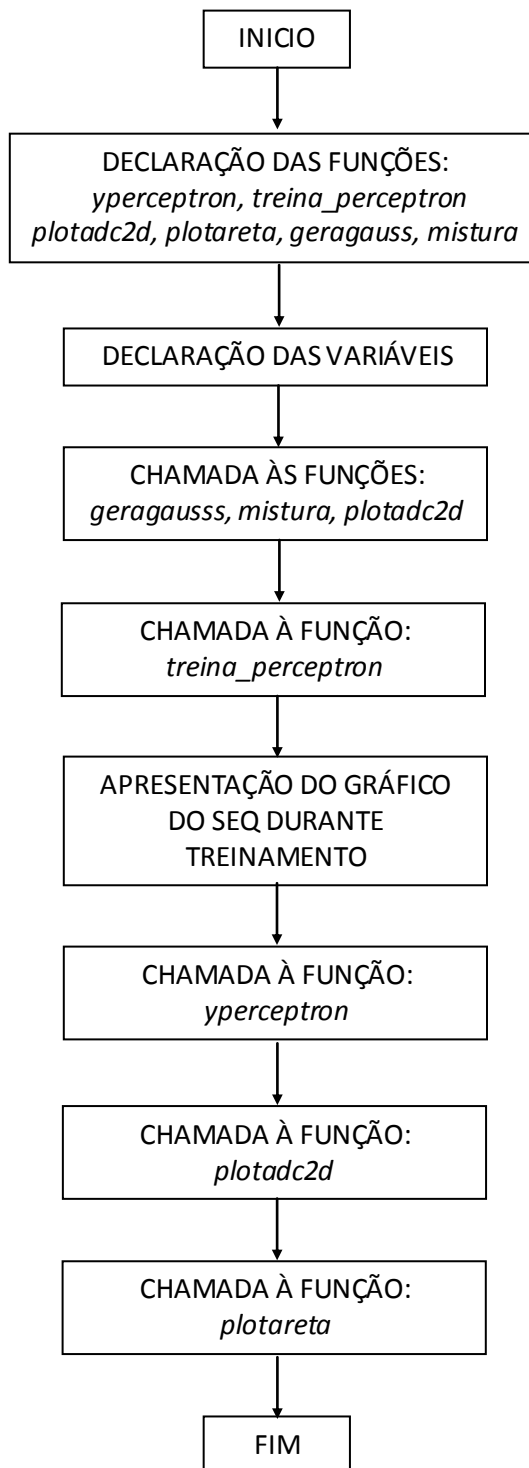 INICIO
DECLARAÇÃO DAS FUNÇÕES:
yperceptron, treina_perceptron
plotadc2d, plotareta, geragauss, mistura
DECLARAÇÃO DAS VARIÁVEIS
CHAMADA ÀS FUNÇÕES:
geragausss, mistura, plotadc2d
CHAMADA À FUNÇÃO:
treina_perceptron
APRESENTAÇÃO DO GRÁFICO
DO SEQ DURANTE
TREINAMENTO
CHAMADA À FUNÇÃO:
yperceptron
CHAMADA À FUNÇÃO:
plotadc2d
CHAMADA À FUNÇÃO:
plotareta
FIM